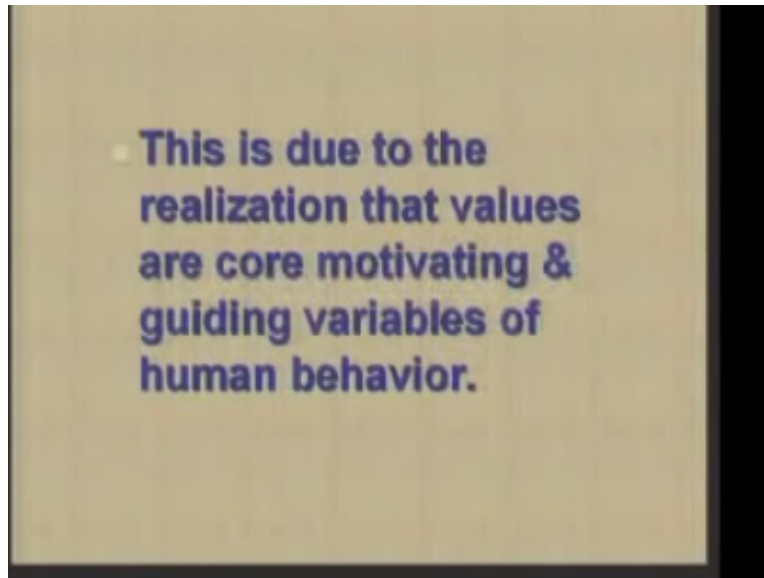 This is due to the
realization that values
are core motivating &
guiding variables of
human behavior.